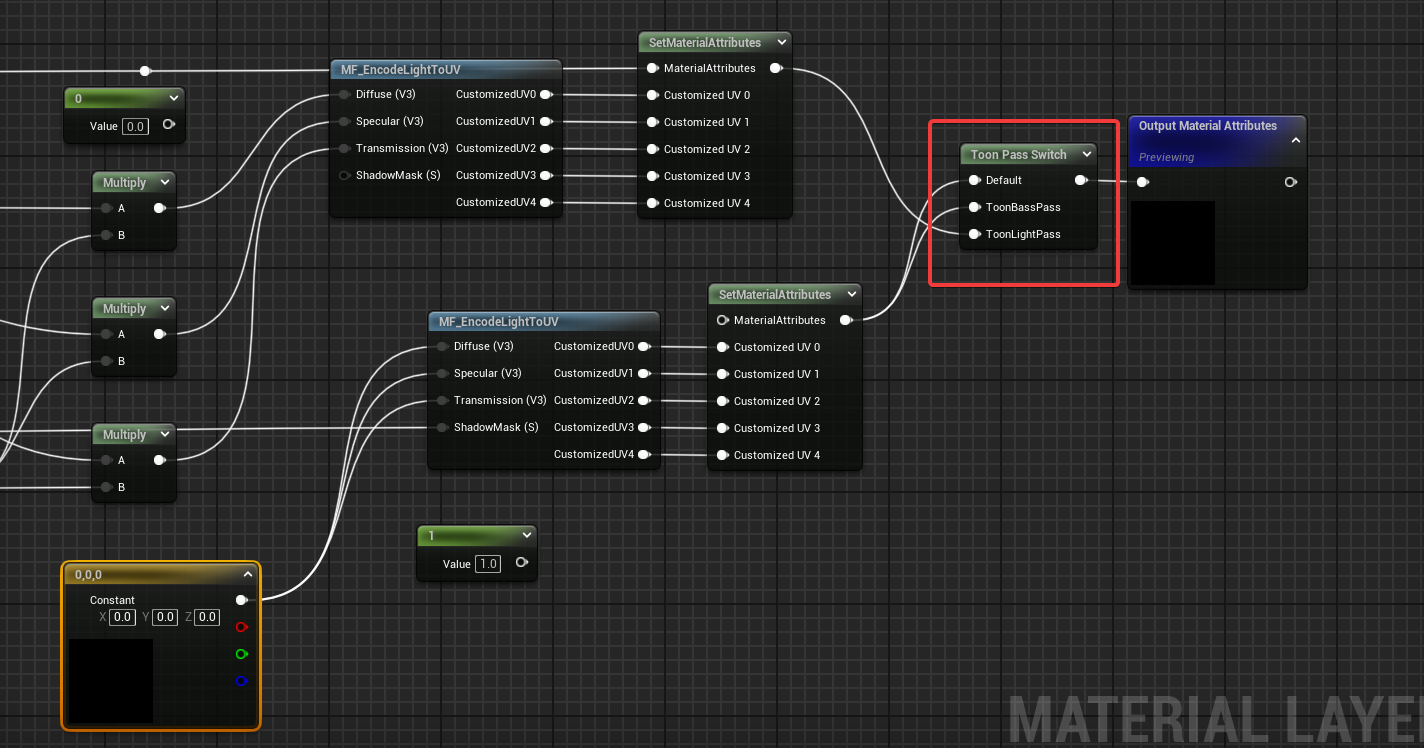 SetMaterialAttributes
MaterialAttributes
Customized UV 0
Customized UV 1
Customized UV 2
Customized UV 3
Customized UV 4
MF_EncodeLightToUV
Diffuse (V3) CustomizedUV0
Specular (V3) CustomizedUV1
Transmission (V3) CustomizedUV2
ShadowMask (S) CustomizedUV3
CustomizedUV4
0
Value 0.0
Multiply
A
B
Toon Pass Switch
Default
ToonBassPass
ToonLightPass
Output Material Attributes
Previewing
Multiply
A
B
SetMaterialAttributes
MaterialAttributes
Customized UV 0
Customized UV 1
Customized UV 2
Customized UV 3
Customized UV 4
MF_EncodeLightToUV
Diffuse (V3) CustomizedUV0
Specular (V3) CustomizedUV1
Transmission (V3) CustomizedUV2
ShadowMask (S) CustomizedUV3
CustomizedUV4
Multiply
A
B
1
Value 1.0
0,0,0
Constant
X 0.0 Y 0.0 Z 0.0
MATERIAL LAYE